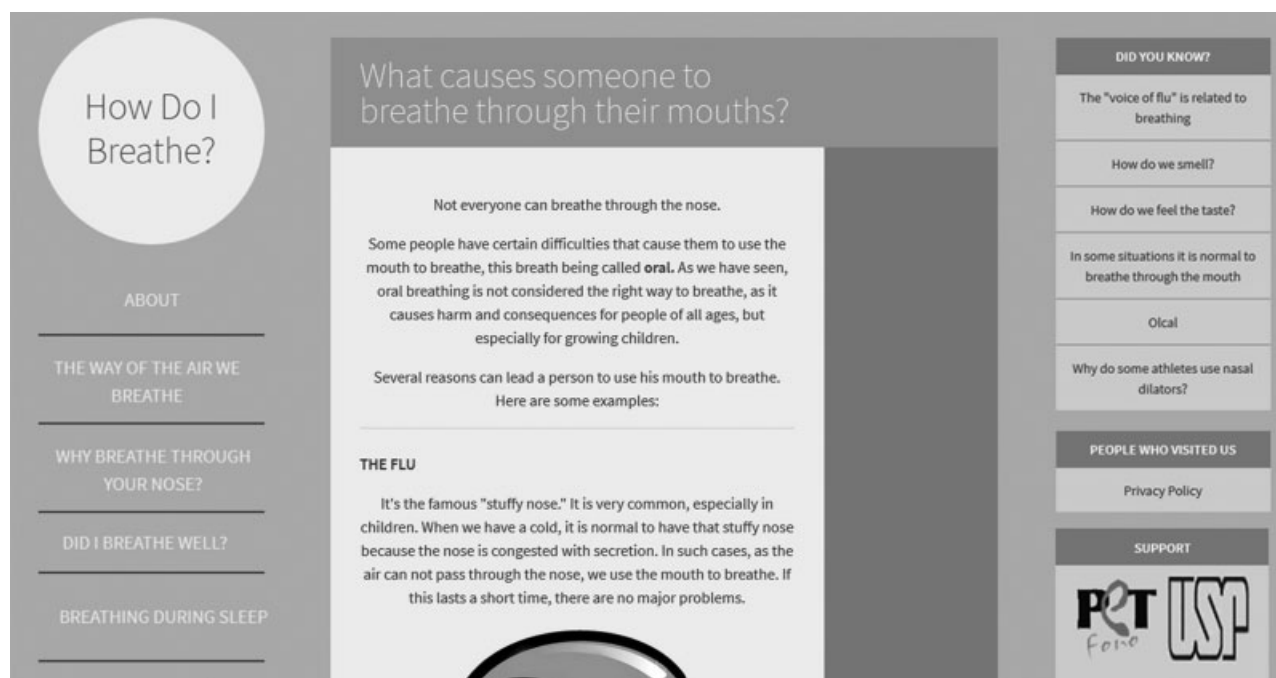 How Do I
Breathe?
ABOUT
THE WAY OF THE AIR WE
BREATHE
WHY BREATHE THROUGH
YOUR NOSE?
DID I BREATHE WELL?
BREATHING DURING SLEEP
What causes someone to
breathe through their mouths?
Not everyone can breathe through the nose.
Some people have certain difficulties that cause them to use the
mouth to breathe, this breath being called oral. As we have seen,
oral breathing is not considered the right way to breathe, as it
causes harm and consequences for people of all ages, but
especially for growing children.
Several reasons can lead a person to use his mouth to breathe.
Here are some examples:
THE FLU
It's the famous "stuffy nose." It is very common, especially in
children. When we have a cold, it is normal to have that stuffy nose
because the nose is congested with secretion. In such cases, as the
air can not pass through the nose, we use the mouth to breathe. If
this lasts a short time, there are no major problems.
DID YOU KNOW?
The "voice of flu" is related to
breathing
How do we smell?
How do we feel the taste?
In some situations it is normal to
breathe through the mouth
Olcal
Why do some athletes use nasal
dilators?
PEOPLE WHO VISITED US
Privacy Policy
SUPPORT
PET
Fono
USP